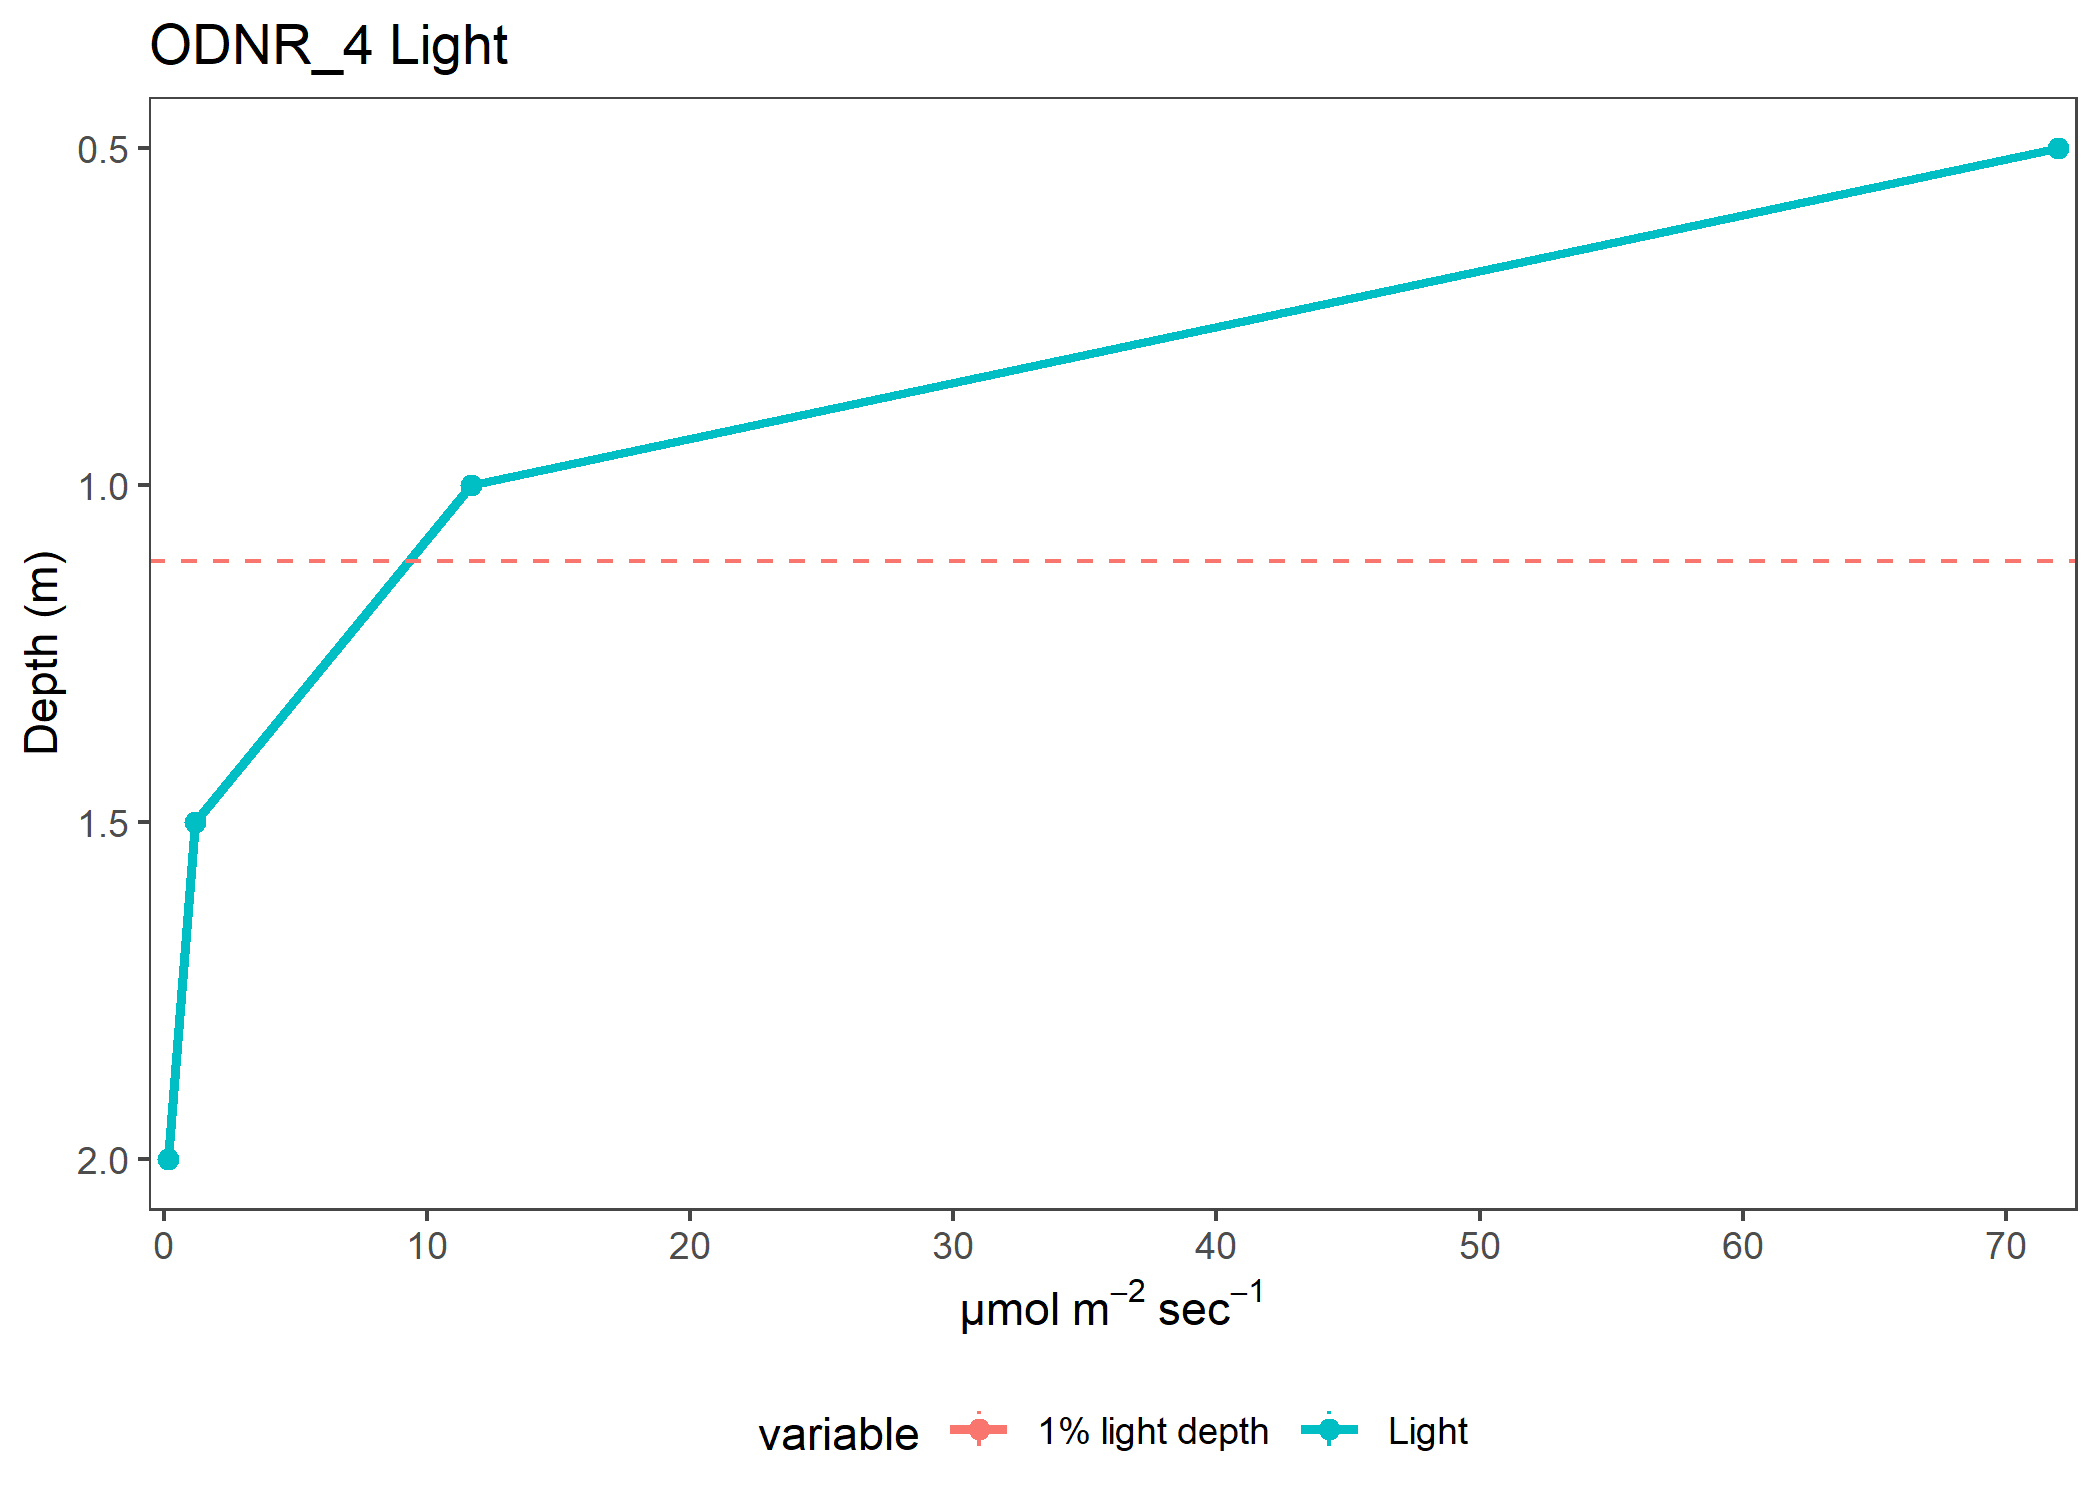 ODNR_4 Light
0.5
1.0
1.5
2.0
Depth (m)
0 10 20 30 40 50 60 70
µmol m⁻² sec⁻¹
variable 1% light depth Light